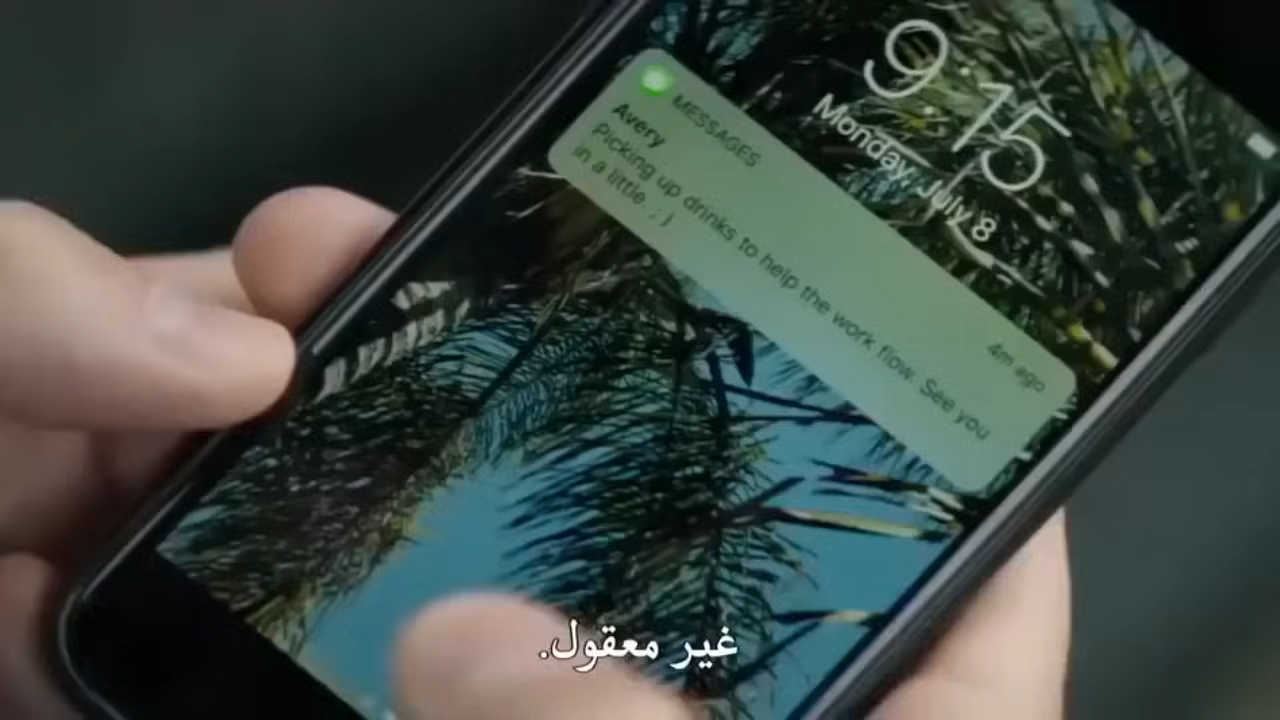 9:15
Monday, July 8
MESSAGES
4m ago
Avery
Picking up drinks to help the work flow. See you
in a little ; )
غير معقول.